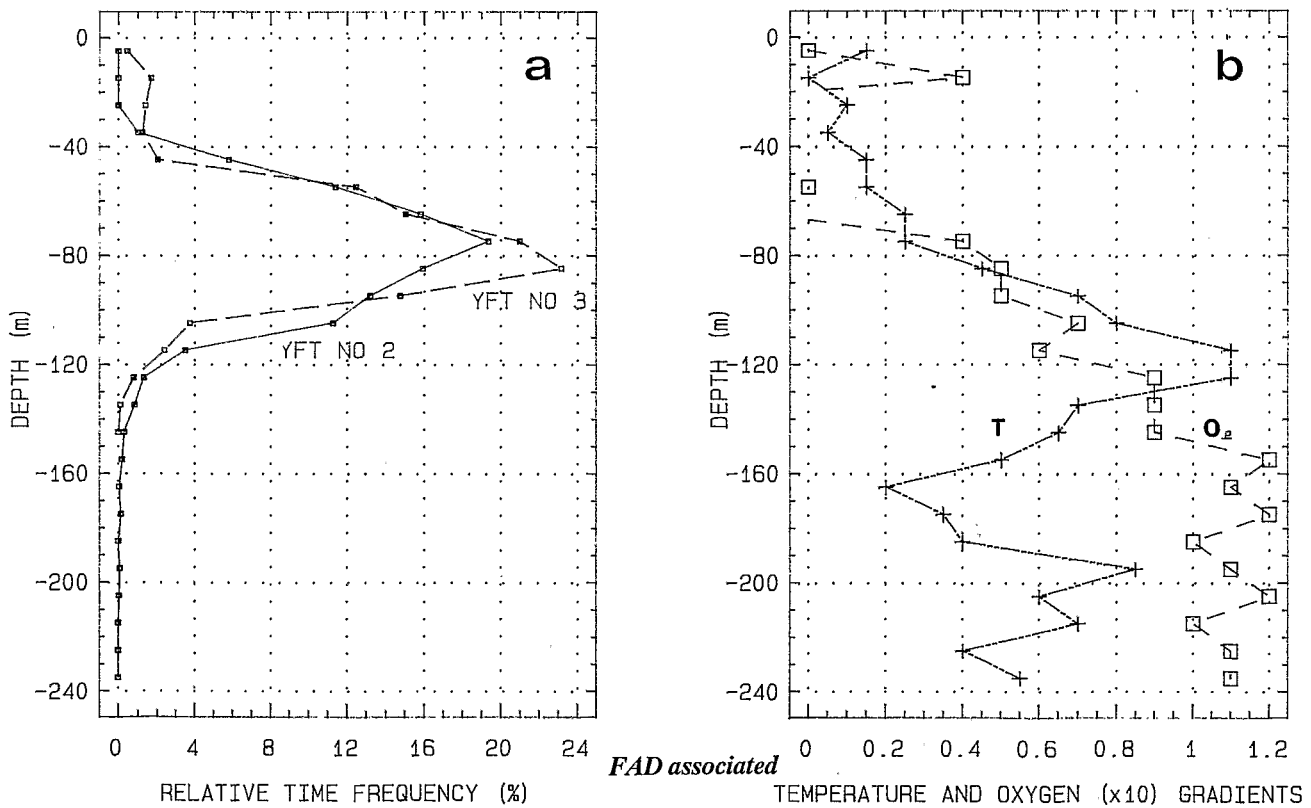 a
0
-40
-80
-120
-160
-200
-240
DEPTH (m)
YFT NO 3
YFT NO 2
0 4 8 12 16 20 24
RELATIVE TIME FREQUENCY (%)
FAD associated
b
0
-40
-80
-120
-160
-200
-240
DEPTH (m)
T
O₂
0 0.2 0.4 0.6 0.8 1 1.2
TEMPERATURE AND OXYGEN (x10) GRADIENTS